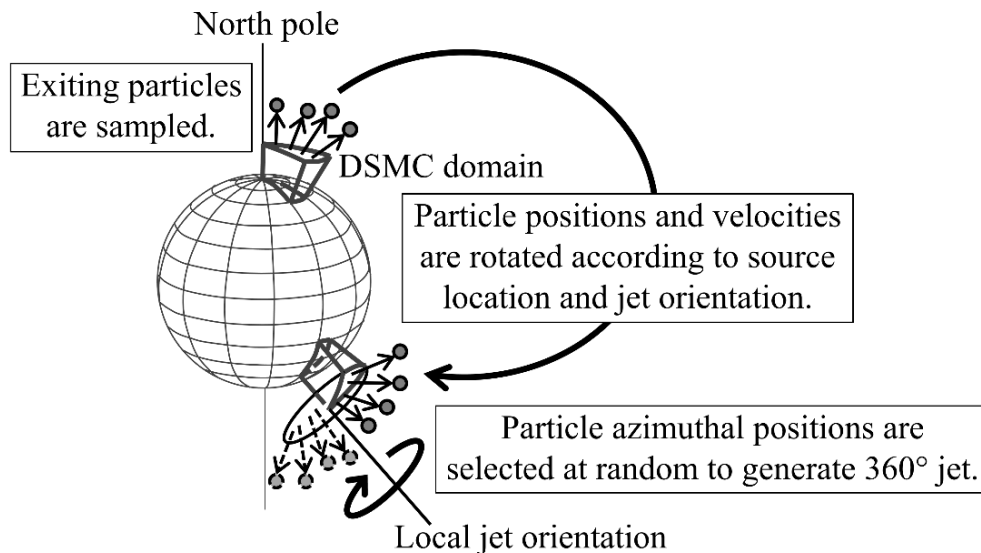 North pole
Exiting particles
are sampled.
DSMC domain
Particle positions and velocities
are rotated according to source
location and jet orientation.
Particle azimuthal positions are
selected at random to generate 360° jet.
Local jet orientation